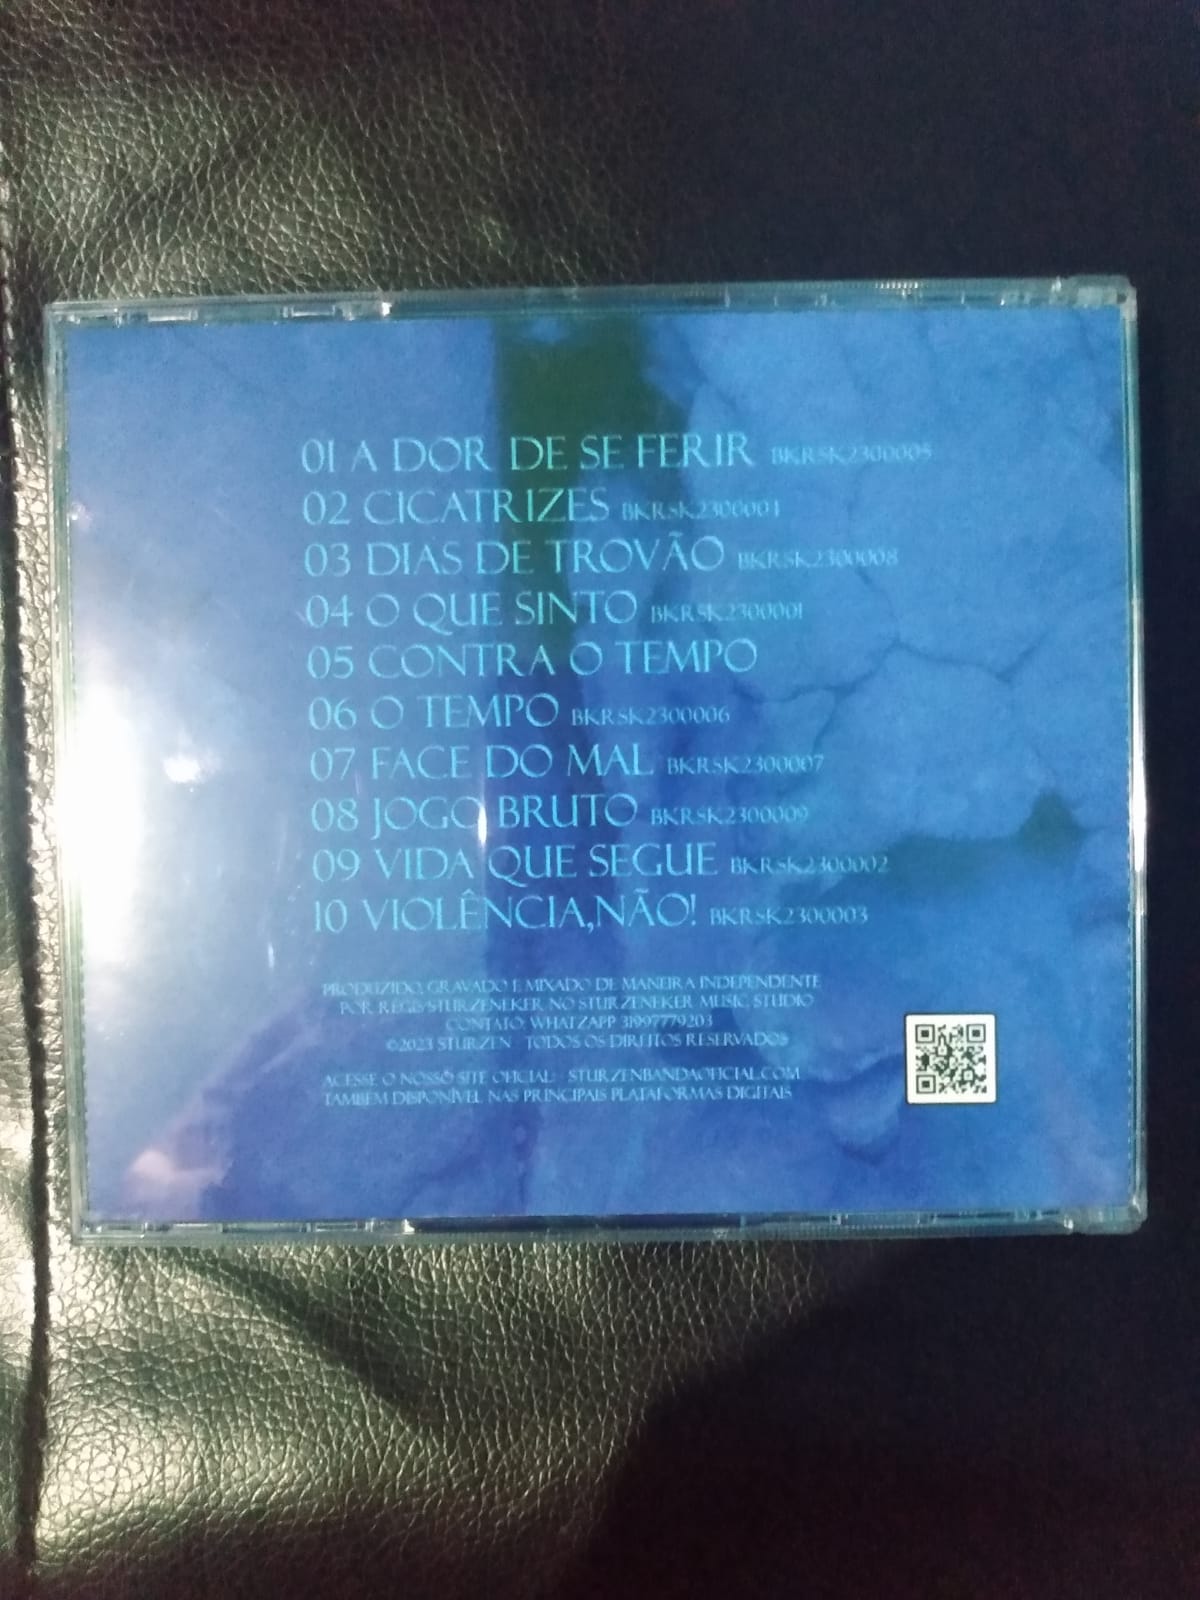 01 A DOR DE SE FERIR BKRSK2300005
02 CICATRIZES BKRSK2300004
03 DIAS DE TROVÃO BKRSK2300008
04 O QUE SINTO BKRSK2300001
05 CONTRA O TEMPO
06 O TEMPO BKRSK2300006
07 FACE DO MAL BKRSK2300007
08 JOGO BRUTO BKRSK2300009
09 VIDA QUE SEGUE BKRSK2300002
10 VIOLÊNCIA,NÃO! BKRSK2300003
PRODUZIDO, GRAVADO E MIXADO DE MANEIRA INDEPENDENTE
POR REGIS STURZENEKER NO STURZENEKER MUSIC STUDIO
CONTATO: WHATZAPP 31997779203
©2023 STURZEN TODOS OS DIREITOS RESERVADOS
ACESSE O NOSSO SITE OFICIAL: STURZENBANDAOFICIAL.COM
TAMBÉM DISPONÍVEL NAS PRINCIPAIS PLATAFORMAS DIGITAIS